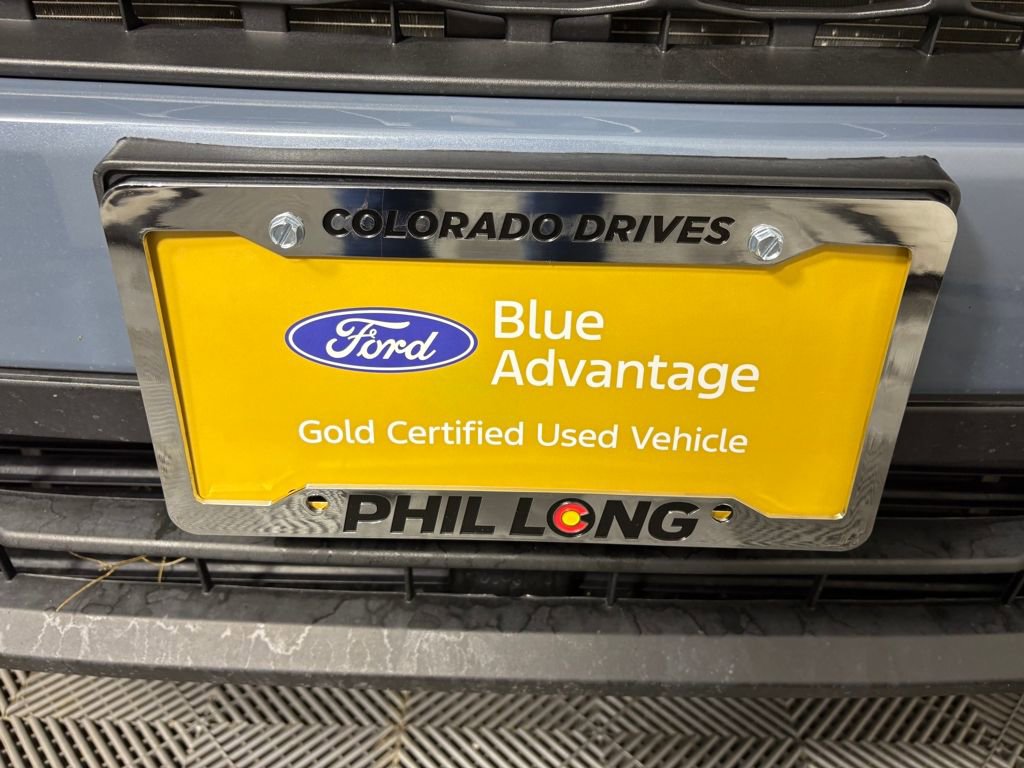 COLORADO DRIVES
Ford
Blue
Advantage
Gold Certified Used Vehicle
PHIL LONG